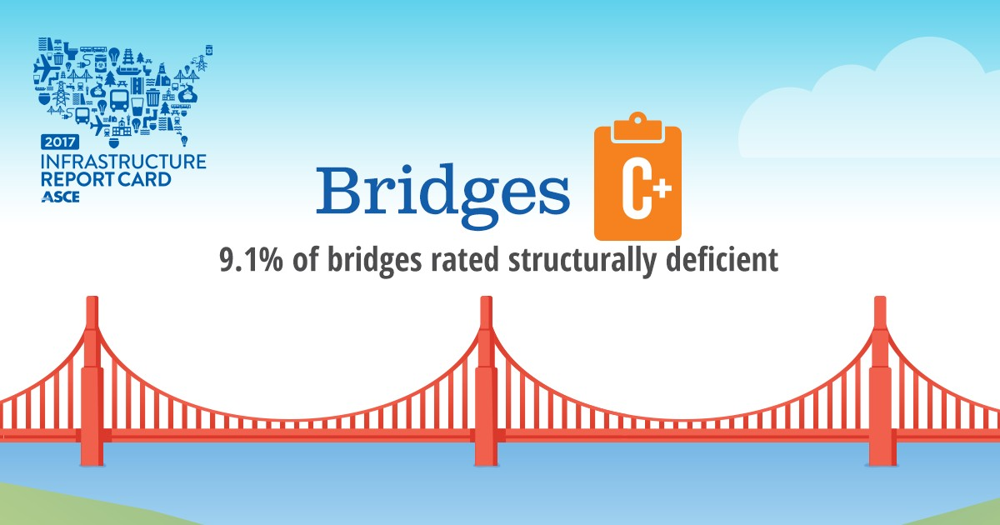 2017
INFRASTRUCTURE
REPORT CARD
ASCE
Bridges
C+
9.1% of bridges rated structurally deficient